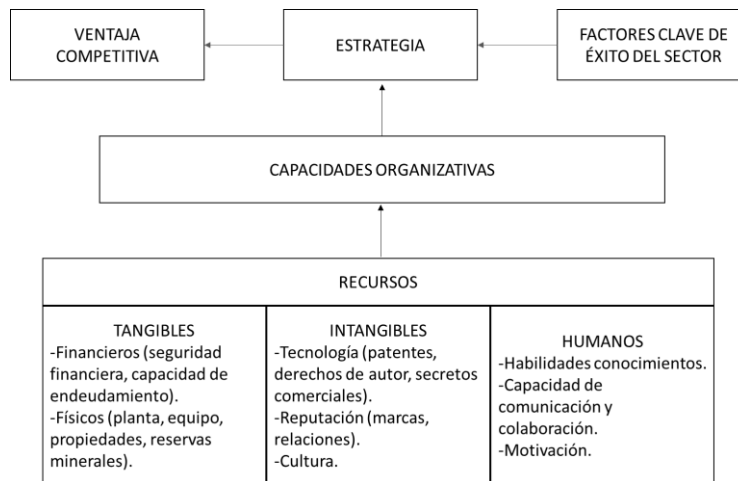 VENTAJA
COMPETITIVA
ESTRATEGIA
FACTORES CLAVE DE
ÉXITO DEL SECTOR
CAPACIDADES ORGANIZATIVAS
RECURSOS
TANGIBLES
-Financieros (seguridad
financiera, capacidad de
endeudamiento).
-Físicos (planta, equipo,
propiedades, reservas
minerales).
INTANGIBLES
-Tecnología (patentes,
derechos de autor, secretos
comerciales).
-Reputación (marcas,
relaciones).
-Cultura.
HUMANOS
-Habilidades conocimientos.
-Capacidad de
comunicación y
colaboración.
-Motivación.